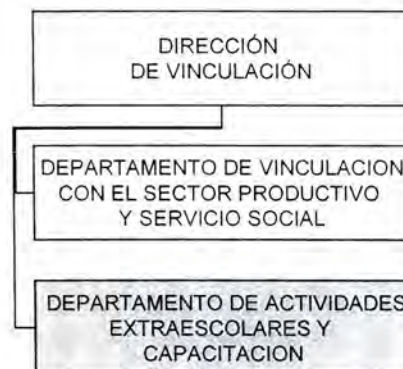 DIRECCIÓN
DE VINCULACIÓN
DEPARTAMENTO DE VINCULACION
CON EL SECTOR PRODUCTIVO
Y SERVICIO SOCIAL
DEPARTAMENTO DE ACTIVIDADES
EXTRAESCOLARES Y
CAPACITACION